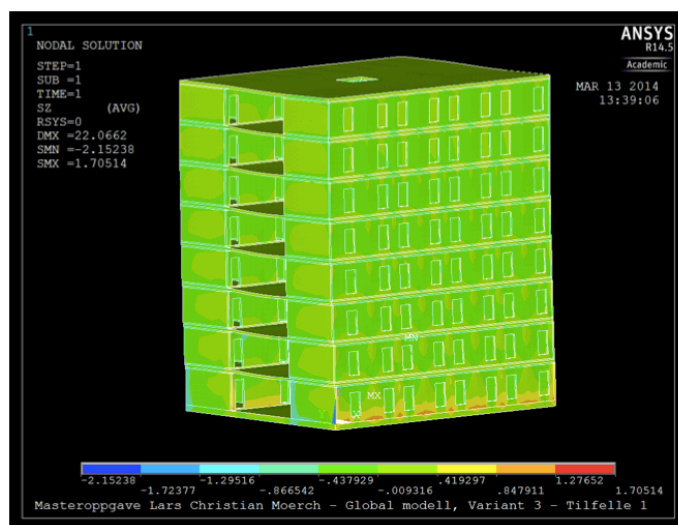 1
NODAL SOLUTION
STEP=1
SUB =1
TIME=1
SZ (AVG)
RSYS=0
DMX =22.0662
SMN =-2.15238
SMX =1.70514
ANSYS
R14.5
Academic
MAR 13 2014
13:39:06
MN
MX
Y X
-2.15238 -1.29516 -.437929 .419297 1.27652
-1.72377 -.866542 -.009316 .847911 1.70514
Masteroppgave Lars Christian Moerch - Global modell, Variant 3 - Tilfelle 1